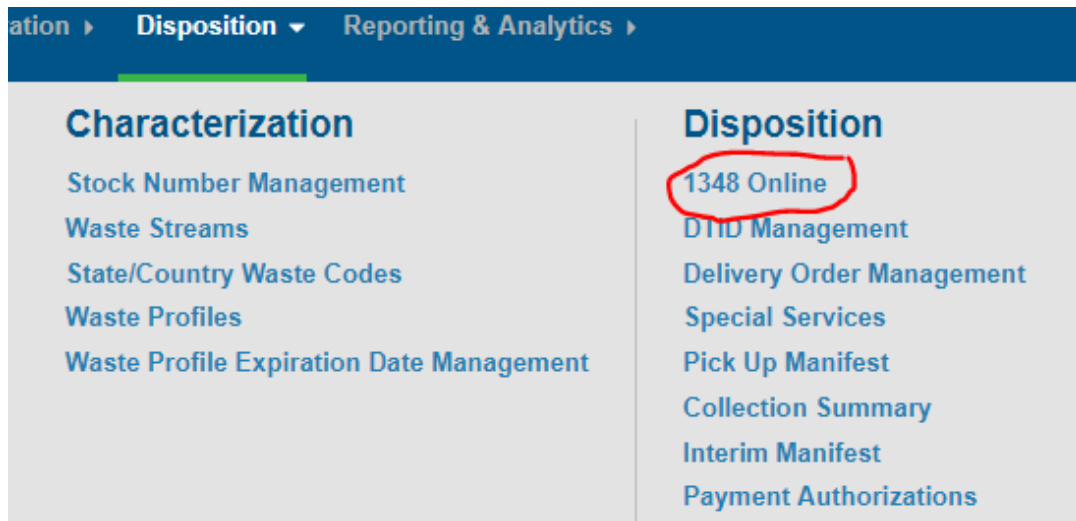 ation Disposition Reporting & Analytics
Characterization
Stock Number Management
Waste Streams
State/Country Waste Codes
Waste Profiles
Waste Profile Expiration Date Management
Disposition
1348 Online
DTID Management
Delivery Order Management
Special Services
Pick Up Manifest
Collection Summary
Interim Manifest
Payment Authorizations